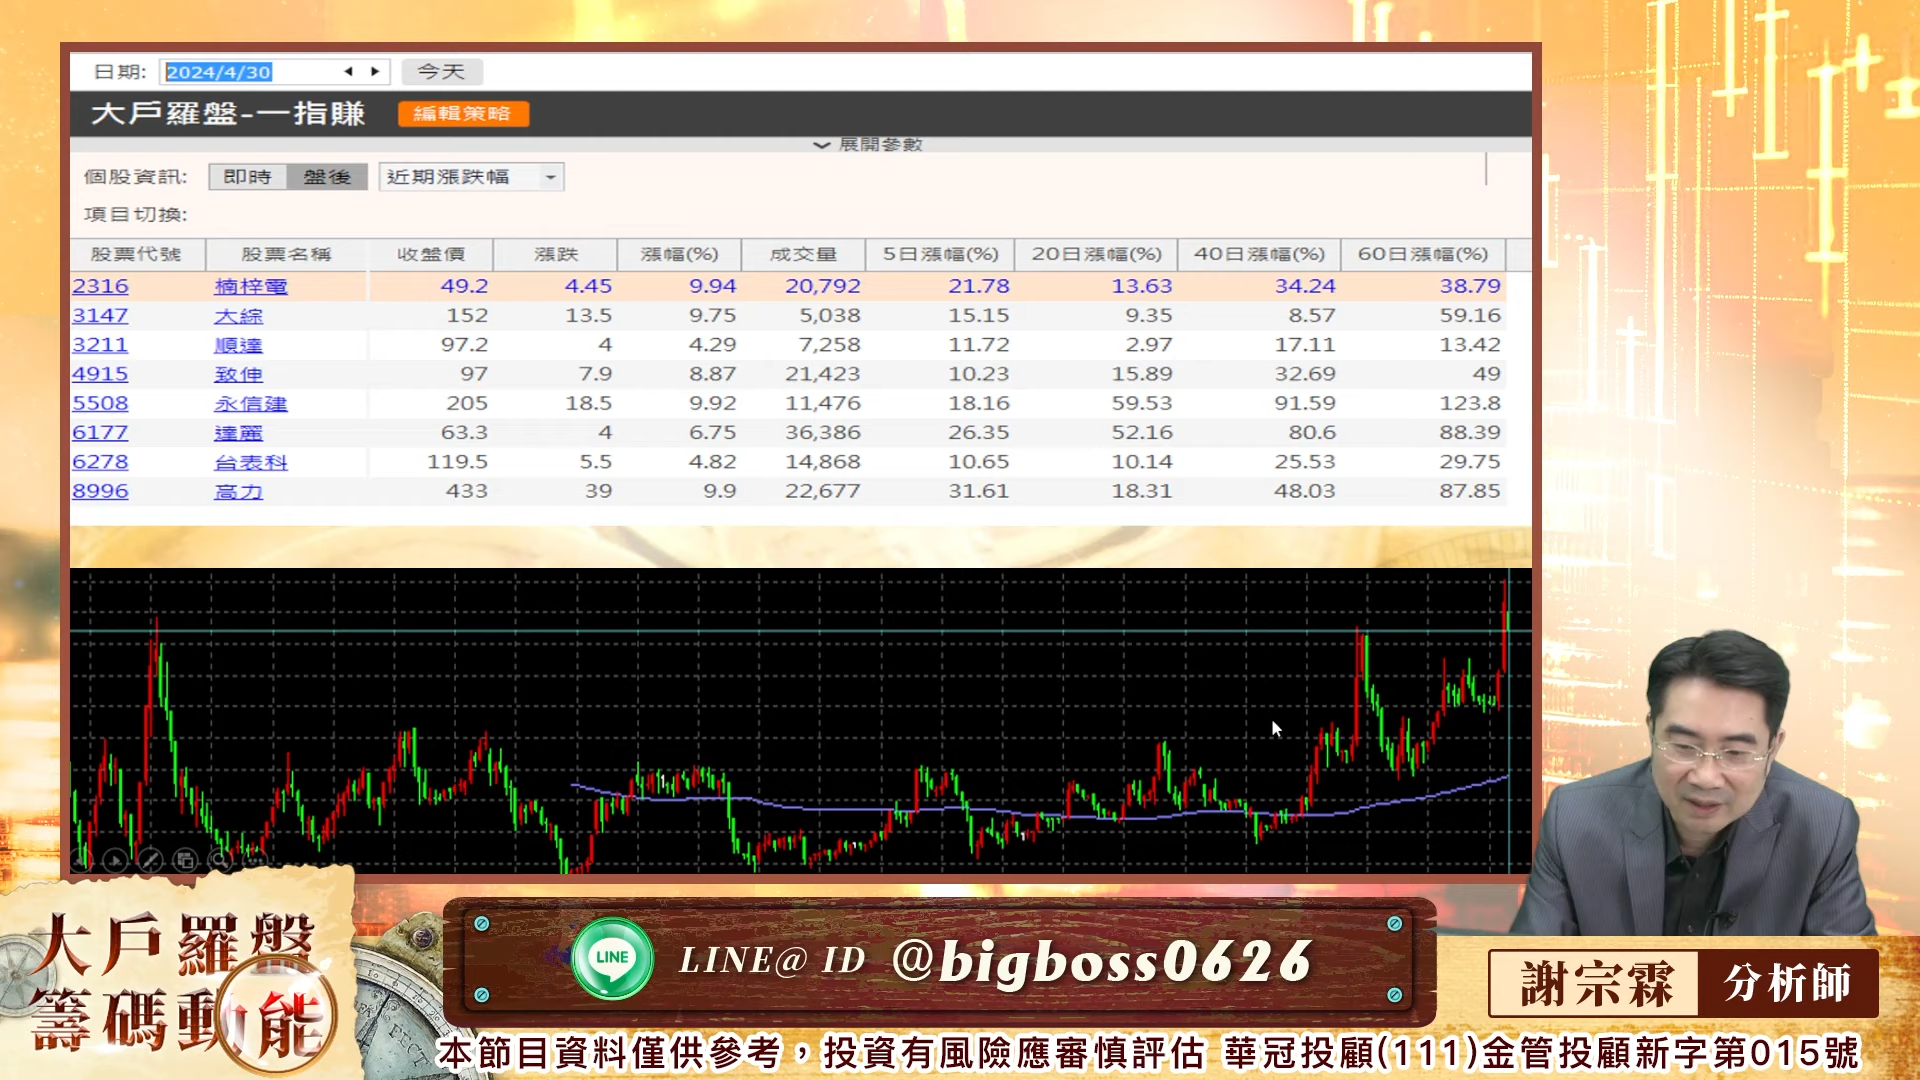 日期: 2024/4/30 今天
大戶羅盤-一指賺 編輯策略
展開參數
個股資訊: 即時 盤後 近期漲跌幅
項目切換:
股票代號 股票名稱 收盤價 漲跌 漲幅(%) 成交量 5日漲幅(%) 20日漲幅(%) 40日漲幅(%) 60日漲幅(%)
2316 楠梓電 49.2 4.45 9.94 20,792 21.78 13.63 34.24 38.79
3147 大綜 152 13.5 9.75 5,038 15.15 9.35 8.57 59.16
3211 順達 97.2 4 4.29 7,258 11.72 2.97 17.11 13.42
4915 致伸 97 7.9 8.87 21,423 10.23 15.89 32.69 49
5508 永信建 205 18.5 9.92 11,476 18.16 59.53 91.59 123.8
6177 達麗 63.3 4 6.75 36,386 26.35 52.16 80.6 88.39
6278 台表科 119.5 5.5 4.82 14,868 10.65 10.14 25.53 29.75
8996 高力 433 39 9.9 22,677 31.61 18.31 48.03 87.85
大戶羅盤
籌碼動能
LINE LINE@ ID @bigboss0626
謝宗霖 分析師
本節目資料僅供參考，投資有風險應審慎評估 華冠投顧(111)金管投顧新字第015號